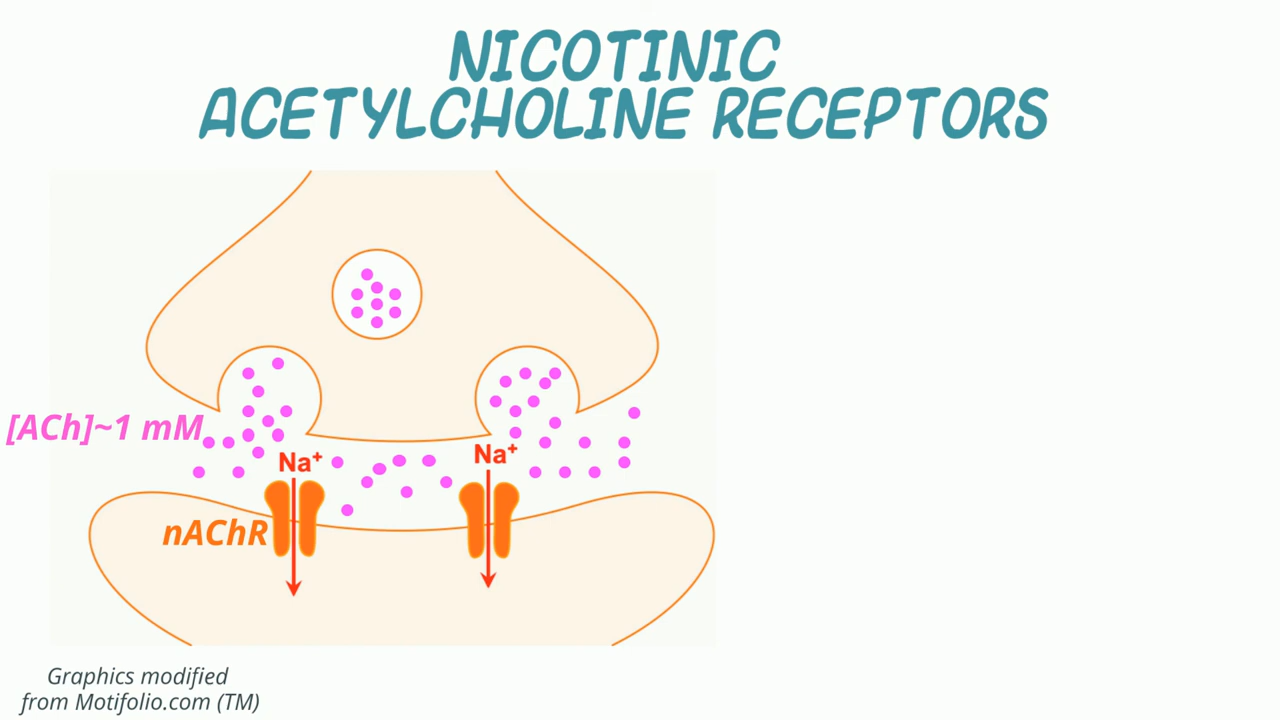 NICOTINIC
ACETYLCHOLINE RECEPTORS
[ACh]~1 mM
Na⁺
Na⁺
nAChR
Graphics modified
from Motifolio.com (TM)